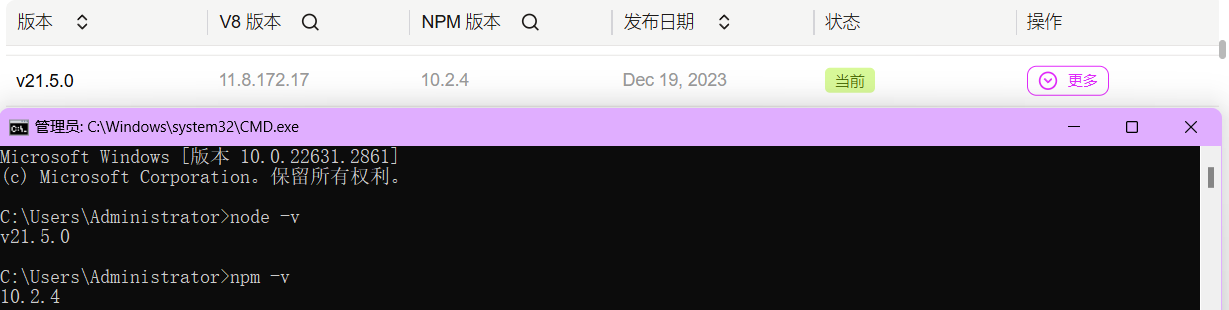 版本 V8 版本 NPM 版本 发布日期 状态 操作
v21.5.0 11.8.172.17 10.2.4 Dec 19, 2023 当前 更多
管理员: C:\Windows\system32\CMD.exe
Microsoft Windows [版本 10.0.22631.2861]
(c) Microsoft Corporation。保留所有权利。
C:\Users\Administrator>node -v
v21.5.0
C:\Users\Administrator>npm -v
10.2.4